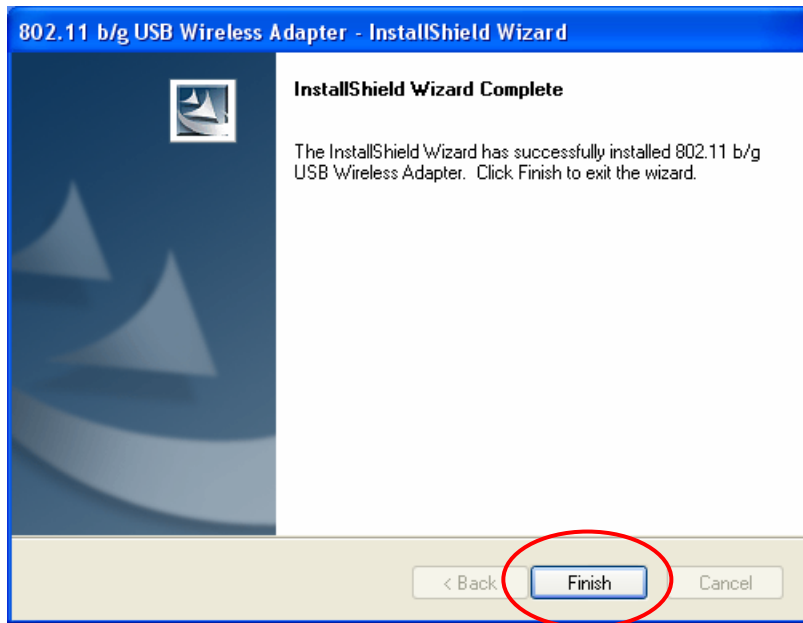 802.11 b/g USB Wireless Adapter - InstallShield Wizard
InstallShield Wizard Complete
The InstallShield Wizard has successfully installed 802.11 b/g
USB Wireless Adapter. Click Finish to exit the wizard.
< Back Finish Cancel